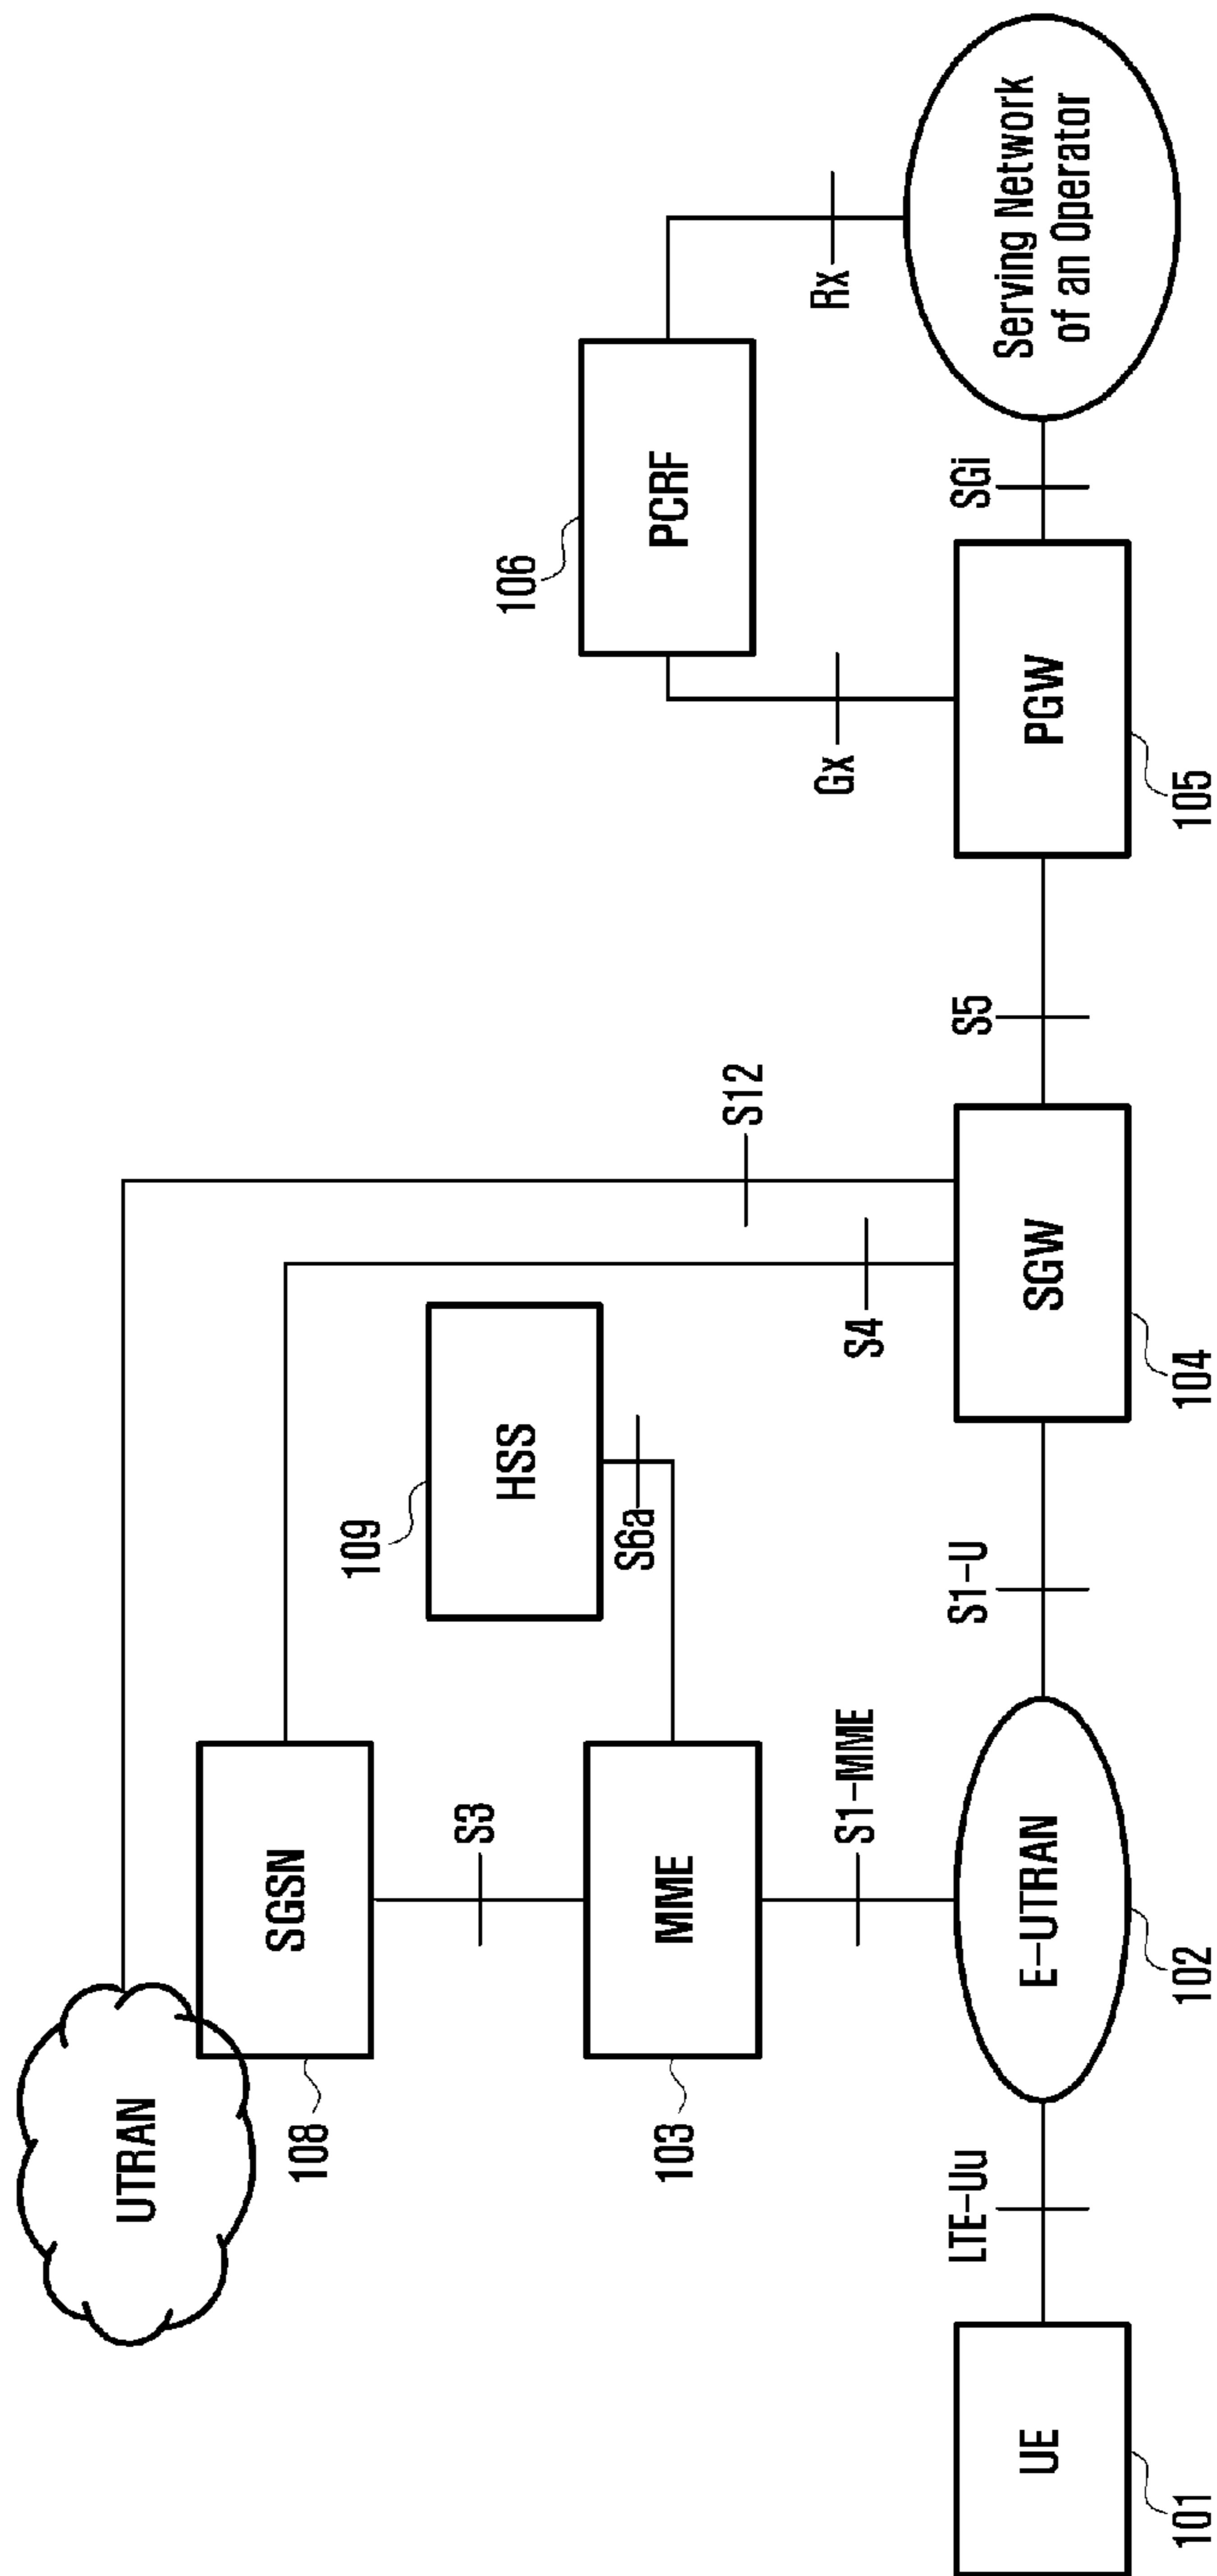 UTRAN
SGSN
108
S3
109
HSS
S6a
MME
103
S1-MME
S12
S4
106
PCRF
Gx
Rx
UE
101
LTE-Uu
E-UTRAN
102
S1-U
SGW
104
S5
PGW
105
SGi
Serving Network
of an Operator